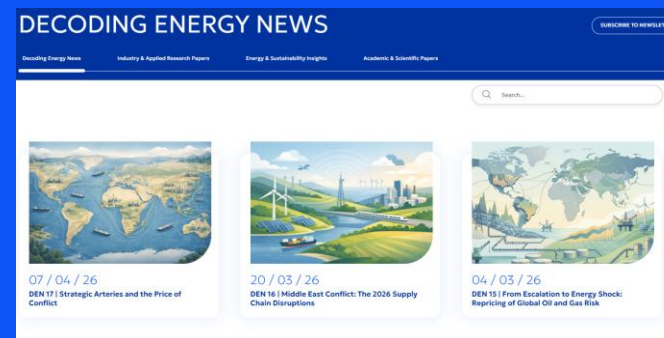 DECODING ENERGY NEWS
SUBSCRIBE TO
Decoding Energy News
Industry & Applied Research Papers
Energy & Sustainability Insights
Academic & Scientific Papers
Search...
07 / 04 / 26
DEN 17 | Strategic Arteries and the Price of
Conflict
20 / 03 / 26
DEN 16 | Middle East Conflict: The 2026 Supply
Chain Disruptions
04 / 03 / 26
DEN 15 | From Escalation to Energy Shock:
Repricing of Global Oil and Gas Risk